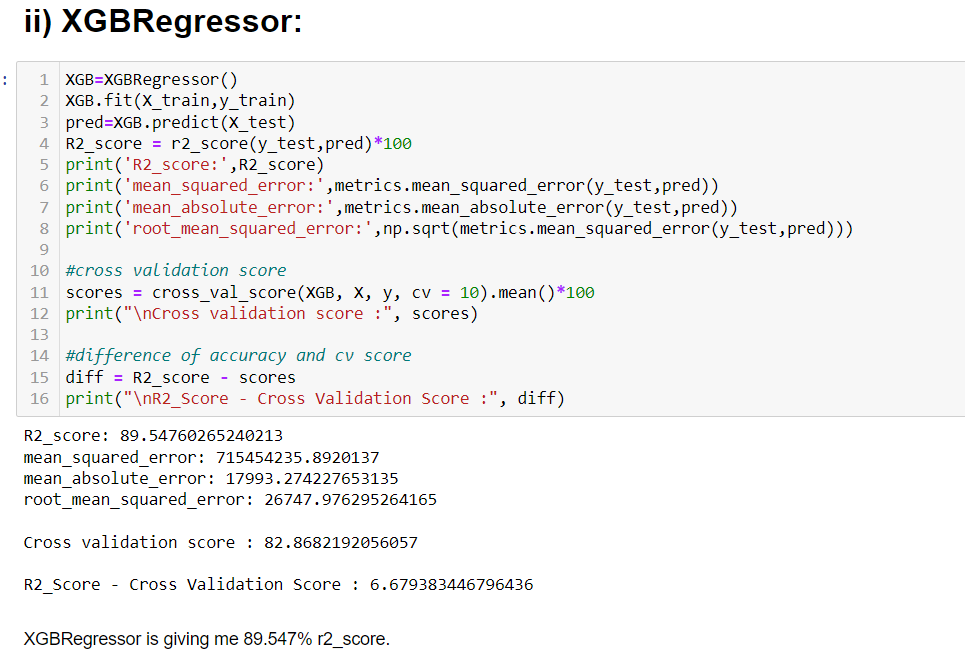 ii) XGBRegressor:
:
1 XGB=XGBRegressor()
2 XGB.fit(X_train,y_train)
3 pred=XGB.predict(X_test)
4 R2_score = r2_score(y_test,pred)*100
5 print('R2_score:',R2_score)
6 print('mean_squared_error:',metrics.mean_squared_error(y_test,pred))
7 print('mean_absolute_error:',metrics.mean_absolute_error(y_test,pred))
8 print('root_mean_squared_error:',np.sqrt(metrics.mean_squared_error(y_test,pred)))
9
10 #cross validation score
11 scores = cross_val_score(XGB, X, y, cv = 10).mean()*100
12 print("\nCross validation score :", scores)
13
14 #difference of accuracy and cv score
15 diff = R2_score - scores
16 print("\nR2_Score - Cross Validation Score :", diff)
R2_score: 89.54760265240213
mean_squared_error: 715454235.8920137
mean_absolute_error: 17993.274227653135
root_mean_squared_error: 26747.976295264165
Cross validation score : 82.8682192056057
R2_Score - Cross Validation Score : 6.679383446796436
XGBRegressor is giving me 89.547% r2_score.